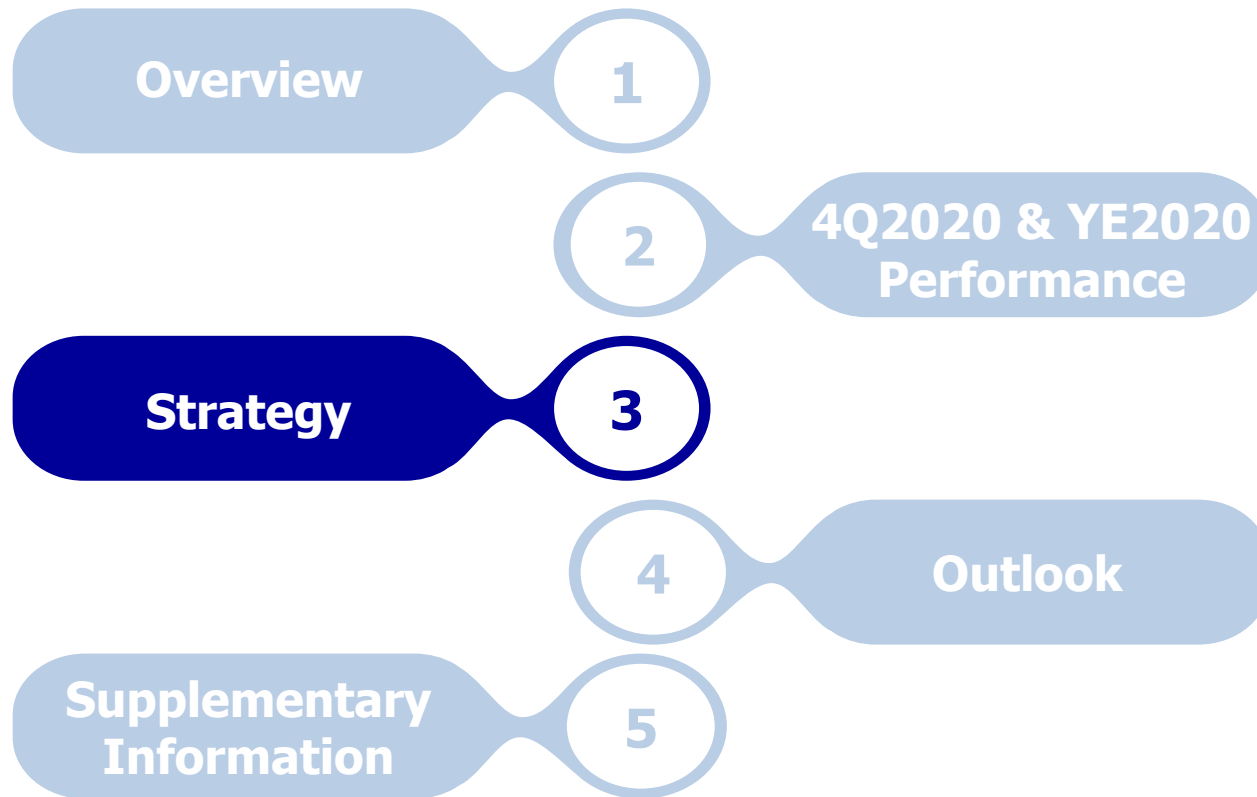 Overview
1
2
4Q2020 & YE2020
Performance
Strategy
3
4
Outlook
Supplementary
Information
5